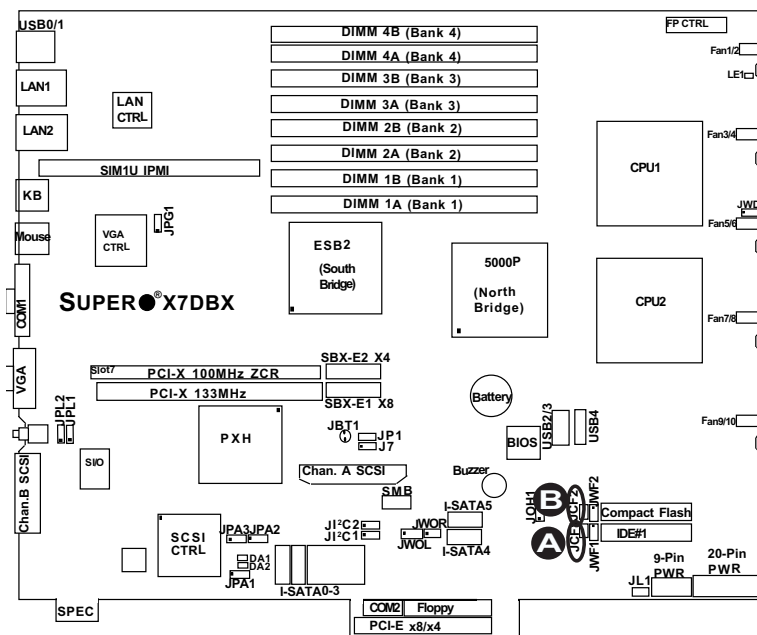 USB0/1
LAN1
LAN2
LAN
CTRL
DIMM 4B (Bank 4)
DIMM 4A (Bank 4)
DIMM 3B (Bank 3)
DIMM 3A (Bank 3)
DIMM 2B (Bank 2)
DIMM 2A (Bank 2)
DIMM 1B (Bank 1)
DIMM 1A (Bank 1)
FP CTRL
Fan1/2
LE1
Fan3/4
JWD
Fan5/6
Fan7/8
Fan9/10
CPU1
CPU2
SIM1U IPMI
KB
Mouse
VGA
CTRL
JPG1
ESB2
(South
Bridge)
5000P
(North
Bridge)
COM1
SUPER®X7DBX
VGA
Slot7
PCI-X 100MHz ZCR
PCI-X 133MHz
SBX-E2 X4
SBX-E1 X8
JPL2
JPL1
Chan.B SCSI
SI/O
PXH
JBT1
JP1
J7
Battery
BIOS
USB2/3
USB4
Chan. A SCSI
Buzzer
SMB
SCSI
CTRL
JPA3
JPA2
DA1
DA2
JPA1
I-SATA0-3
JI²C2
JI²C1
JWOL
JWOR
I-SATA5
I-SATA4
JOH1
B
JCF2
JWF2
Compact Flash
A
JWF1
IDE#1
JL1
9-Pin
PWR
20-Pin
PWR
SPEC
COM2
Floppy
PCI-E x8/x4